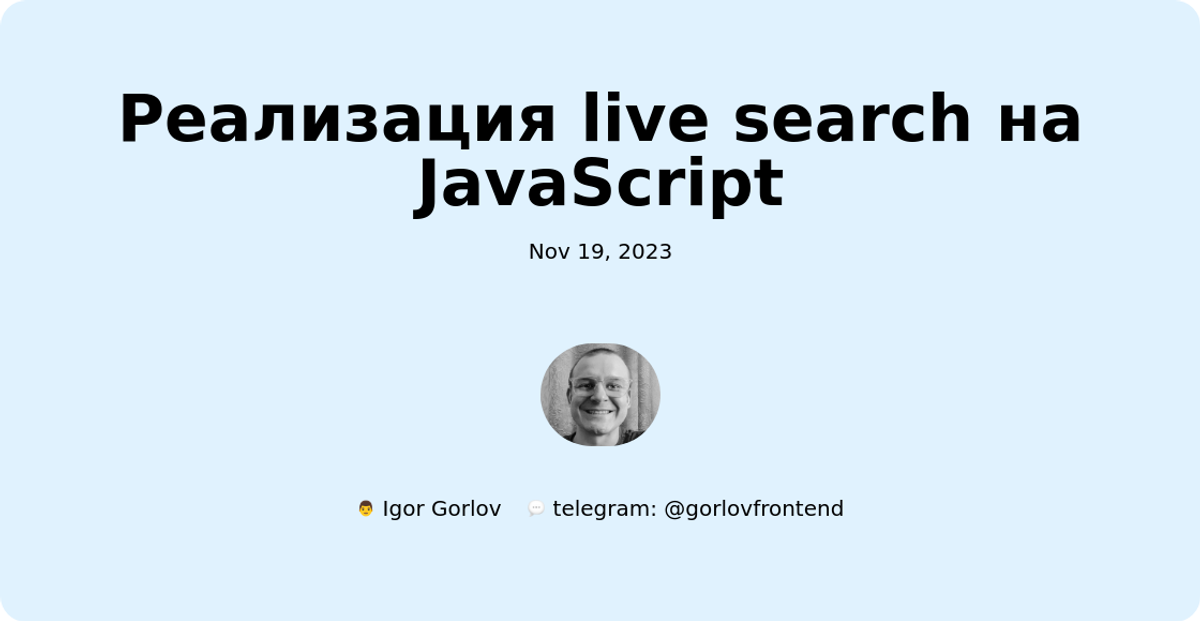 Реализация live search на
JavaScript
Nov 19, 2023
Igor Gorlov
telegram: @gorlovfrontend